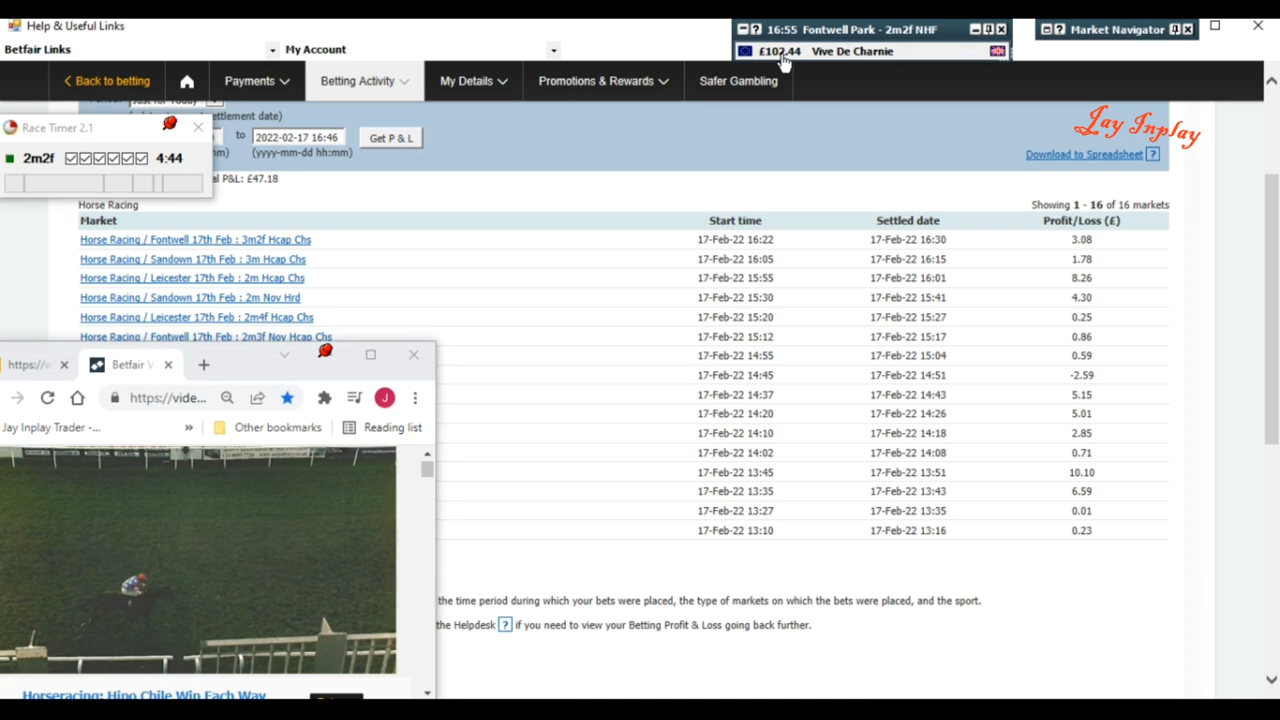 Help & Useful Links
16:55 Fontwell Park - 2m2f NHF
Market Navigator
Betfair Links
My Account
£102.44 Vive De Charnie
Back to betting
Payments
Betting Activity
My Details
Promotions & Rewards
Safer Gambling
Jay Inplay
Race Timer 2.1
to 2022-02-17 16:46 Get P & L
(yyyy-mm-dd hh:mm)
Download to Spreadsheet ?
2m2f 4:44
P&L: £47.18
Horse Racing
Showing 1 - 16 of 16 markets
Market Start time Settled date Profit/Loss (£)
Horse Racing / Fontwell 17th Feb : 3m2f Hcap Chs 17-Feb-22 16:22 17-Feb-22 16:30 3.08
Horse Racing / Sandown 17th Feb : 3m Hcap Chs 17-Feb-22 16:05 17-Feb-22 16:15 1.78
Horse Racing / Leicester 17th Feb : 2m Hcap Chs 17-Feb-22 15:55 17-Feb-22 16:01 8.26
Horse Racing / Sandown 17th Feb : 2m Nov Hrd 17-Feb-22 15:30 17-Feb-22 15:41 4.30
Horse Racing / Leicester 17th Feb : 2m4f Hcap Chs 17-Feb-22 15:20 17-Feb-22 15:27 0.25
Horse Racing / Fontwell 17th Feb : 2m3f Nov Hcap Chs 17-Feb-22 15:12 17-Feb-22 15:17 0.86
17-Feb-22 14:55 17-Feb-22 15:04 0.59
17-Feb-22 14:45 17-Feb-22 14:51 -2.59
17-Feb-22 14:37 17-Feb-22 14:43 5.15
17-Feb-22 14:20 17-Feb-22 14:26 5.01
17-Feb-22 14:10 17-Feb-22 14:18 2.85
17-Feb-22 14:02 17-Feb-22 14:08 0.71
17-Feb-22 13:45 17-Feb-22 13:51 10.10
17-Feb-22 13:35 17-Feb-22 13:43 6.59
17-Feb-22 13:27 17-Feb-22 13:35 0.01
17-Feb-22 13:10 17-Feb-22 13:16 0.23
https://w
Betfair V
https://vide...
J
Jay Inplay Trader -...
»
Other bookmarks
Reading list
the time period during which your bets were placed, the type of markets on which the bets were placed, and the sport.
the Helpdesk ? if you need to view your Betting Profit & Loss going back further.
Horseracing: Hipo Chile Win Each Way